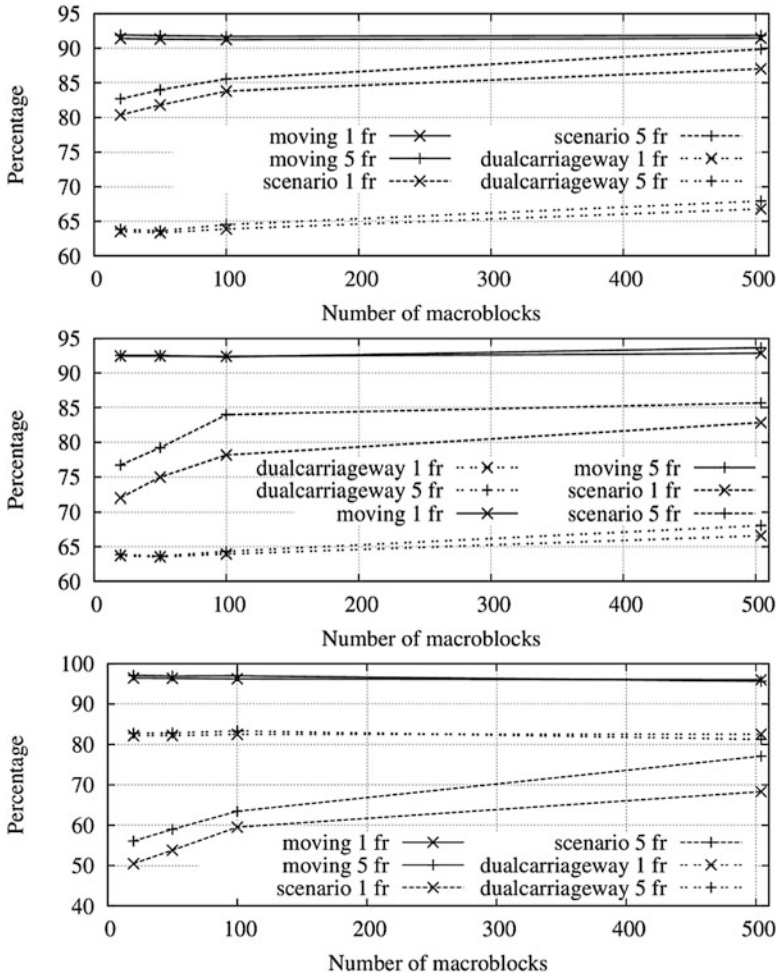 95
90
85
80
75
70
65
60
Percentage
moving 1 fr
moving 5 fr
scenario 1 fr
scenario 5 fr
dualcarriageway 1 fr
dualcarriageway 5 fr
0 100 200 300 400 500
Number of macroblocks
95
90
85
80
75
70
65
60
Percentage
dualcarriageway 1 fr
dualcarriageway 5 fr
moving 1 fr
moving 5 fr
scenario 1 fr
scenario 5 fr
0 100 200 300 400 500
Number of macroblocks
100
90
80
70
60
50
40
Percentage
moving 1 fr
moving 5 fr
scenario 1 fr
scenario 5 fr
dualcarriageway 1 fr
dualcarriageway 5 fr
0 100 200 300 400 500
Number of macroblocks